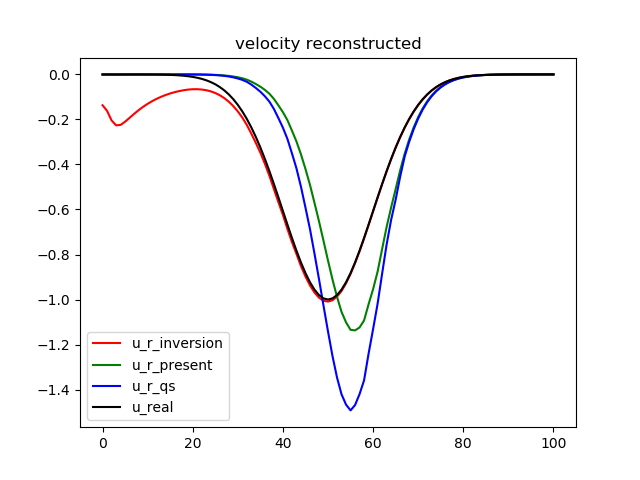 velocity reconstructed
0.0
−0.2
−0.4
−0.6
−0.8
−1.0
−1.2
−1.4
u_r_inversion
u_r_present
u_r_qs
u_real
0 20 40 60 80 100